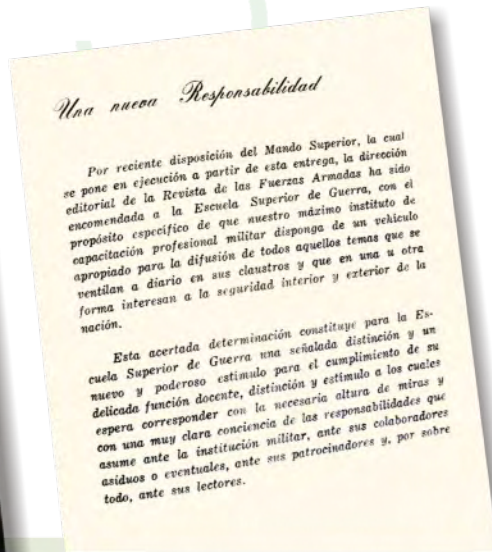 Una nueva Responsabilidad
Por reciente disposición del Mando Superior, la cual
se pone en ejecución a partir de esta entrega, la dirección
editorial de la Revista de las Fuerzas Armadas ha sido
encomendada a la Escuela Superior de Guerra, con el
propósito específico de que nuestro máximo instituto de
capacitación profesional militar disponga de un vehículo
apropiado para la difusión de todos aquellos temas que se
ventilan a diario en sus claustros y que en una u otra
forma interesan a la seguridad interior y exterior de la
nación.
Esta acertada determinación constituye para la Es-
cuela Superior de Guerra una señalada distinción y un
nuevo y poderoso estímulo para el cumplimiento de su
delicada función docente, distinción y estímulo a los cuales
espera corresponder con la necesaria altura de miras y
con una muy clara conciencia de las responsabilidades que
asume ante la institución militar, ante sus colaboradores
asiduos o eventuales, ante sus patrocinadores y, por sobre
todo, ante sus lectores.